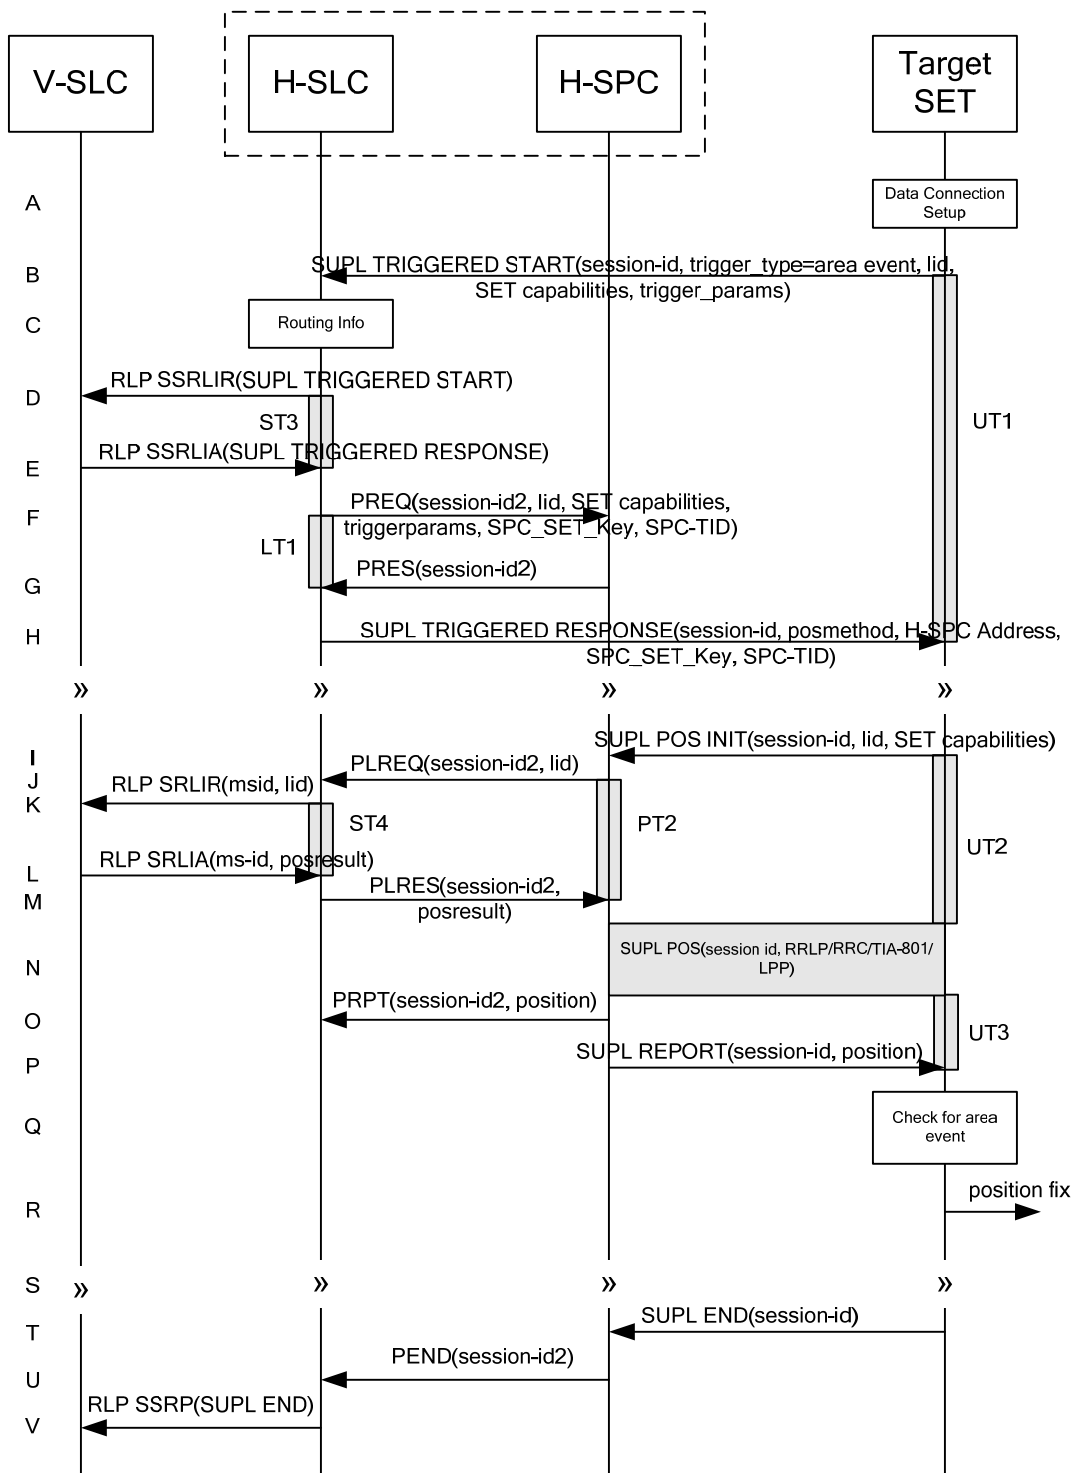 V-SLC
H-SLC
H-SPC
Target
SET
A
Data Connection
Setup
B
SUPL TRIGGERED START(session-id, trigger_type=area event, lid,
SET capabilities, trigger_params)
C
Routing Info
D
RLP SSRLIR(SUPL TRIGGERED START)
ST3
UT1
E
RLP SSRLIA(SUPL TRIGGERED RESPONSE)
F
PREQ(session-id2, lid, SET capabilities,
triggerparams, SPC_SET_Key, SPC-TID)
LT1
G
PRES(session-id2)
H
SUPL TRIGGERED RESPONSE(session-id, posmethod, H-SPC Address,
SPC_SET_Key, SPC-TID)
» » » »
I
SUPL POS INIT(session-id, lid, SET capabilities)
J
PLREQ(session-id2, lid)
K
RLP SRLIR(msid, lid)
ST4
PT2
UT2
L
RLP SRLIA(ms-id, posresult)
M
PLRES(session-id2,
posresult)
N
SUPL POS(session id, RRLP/RRC/TIA-801/
LPP)
O
PRPT(session-id2, position)
UT3
P
SUPL REPORT(session-id, position)
Q
Check for area
event
R
position fix
S
» » » »
T
SUPL END(session-id)
U
PEND(session-id2)
V
RLP SSRP(SUPL END)